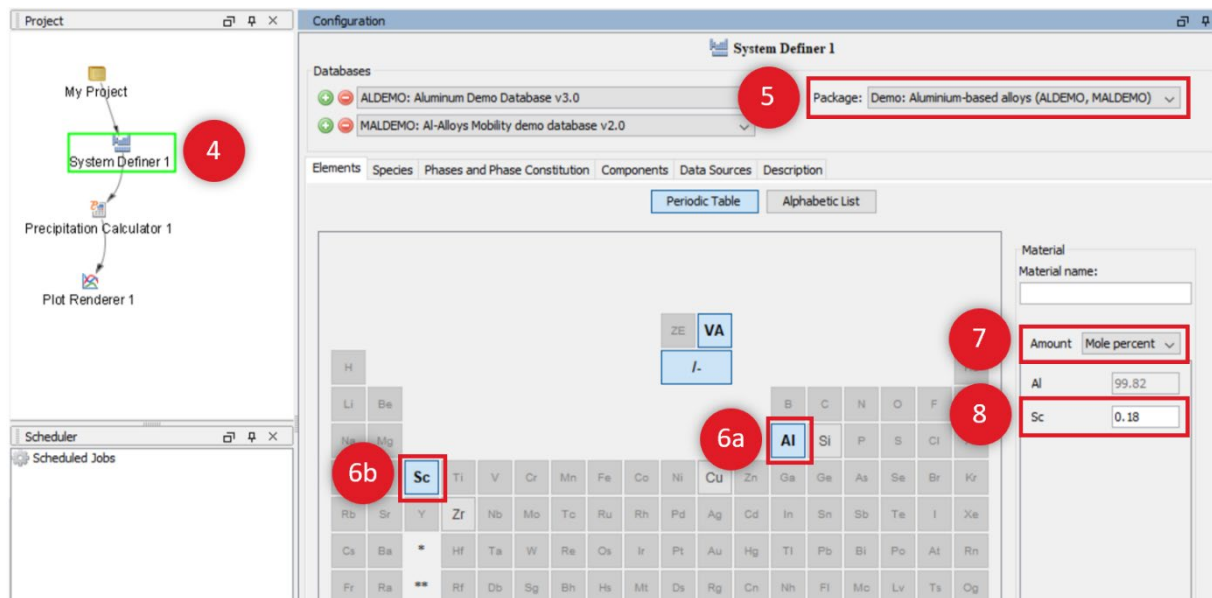 Project
My Project
System Definer 1
4
Precipitation Calculator 1
Plot Renderer 1
Scheduler
Scheduled Jobs
Configuration
System Definer 1
Databases
ALDEMO: Aluminum Demo Database v3.0
5
Package: Demo: Aluminium-based alloys (ALDEMO, MALDEMO)
MALDEMO: Al-Alloys Mobility demo database v2.0
Elements Species Phases and Phase Constitution Components Data Sources Description
Periodic Table Alphabetic List
ZE VA
/-
H
Li Be B C N O F
Na Mg 6a Al Si P S Cl
6b Sc Ti V Cr Mn Fe Co Ni Cu Zn Ga Ge As Se Br Kr
Rb Sr Y Zr Nb Mo Tc Ru Rh Pd Ag Cd In Sn Sb Te I Xe
Cs Ba * Hf Ta W Re Os Ir Pt Au Hg Tl Pb Bi Po At Rn
Fr Ra ** Rf Db Sg Bh Hs Mt Ds Rg Cn Nh Fl Mc Lv Ts Og
Material
Material name:
7
Amount Mole percent
Al 99.82
8
Sc 0.18